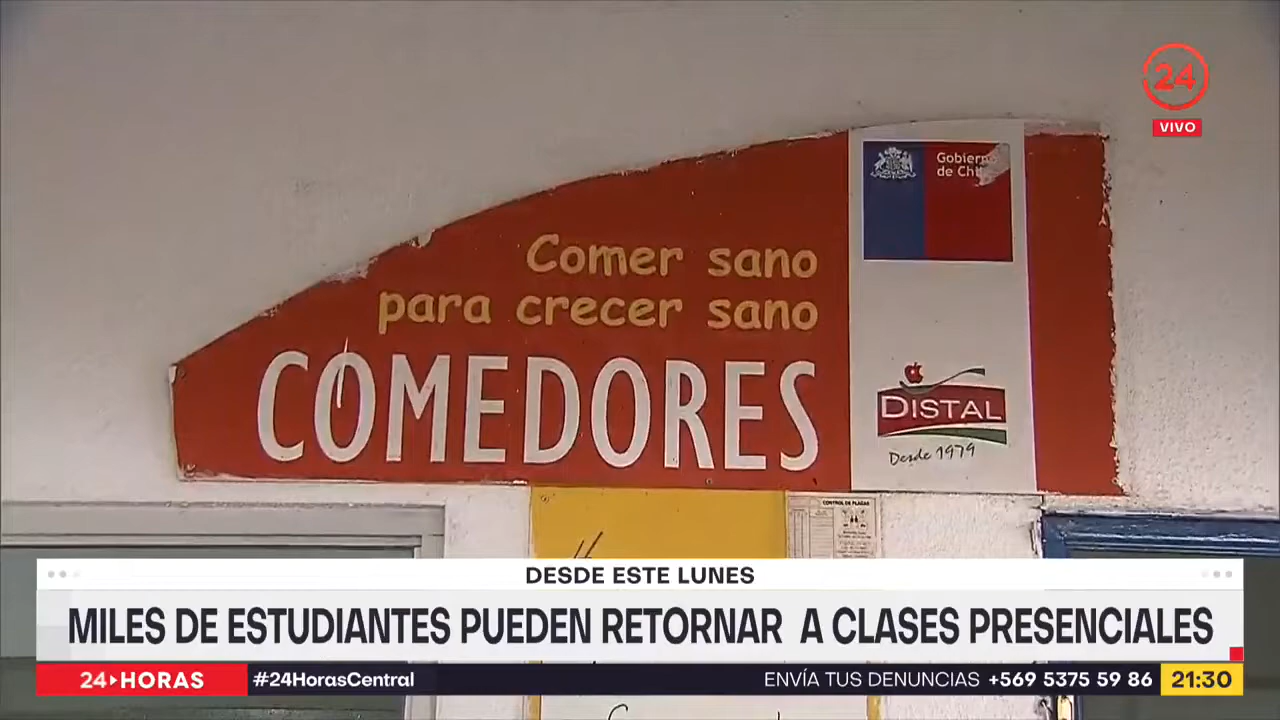 24
VIVO
Gobierno
de Chi
Comer sano
para crecer sano
COMEDORES
DISTAL
Desde 1979
CONTROL DE PLAGAS
DESDE ESTE LUNES
MILES DE ESTUDIANTES PUEDEN RETORNAR A CLASES PRESENCIALES
24 HORAS
#24HorasCentral
ENVÍA TUS DENUNCIAS +569 5375 59 86
21:30